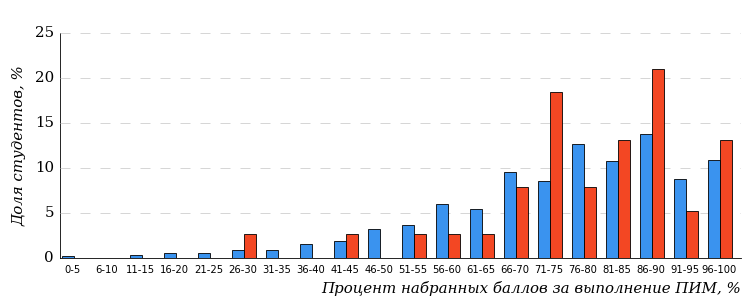 25
20
15
10
5
0
Доля студентов, %
0-5 6-10 11-15 16-20 21-25 26-30 31-35 36-40 41-45 46-50 51-55 56-60 61-65 66-70 71-75 76-80 81-85 86-90 91-95 96-100
Процент набранных баллов за выполнение ПИМ, %